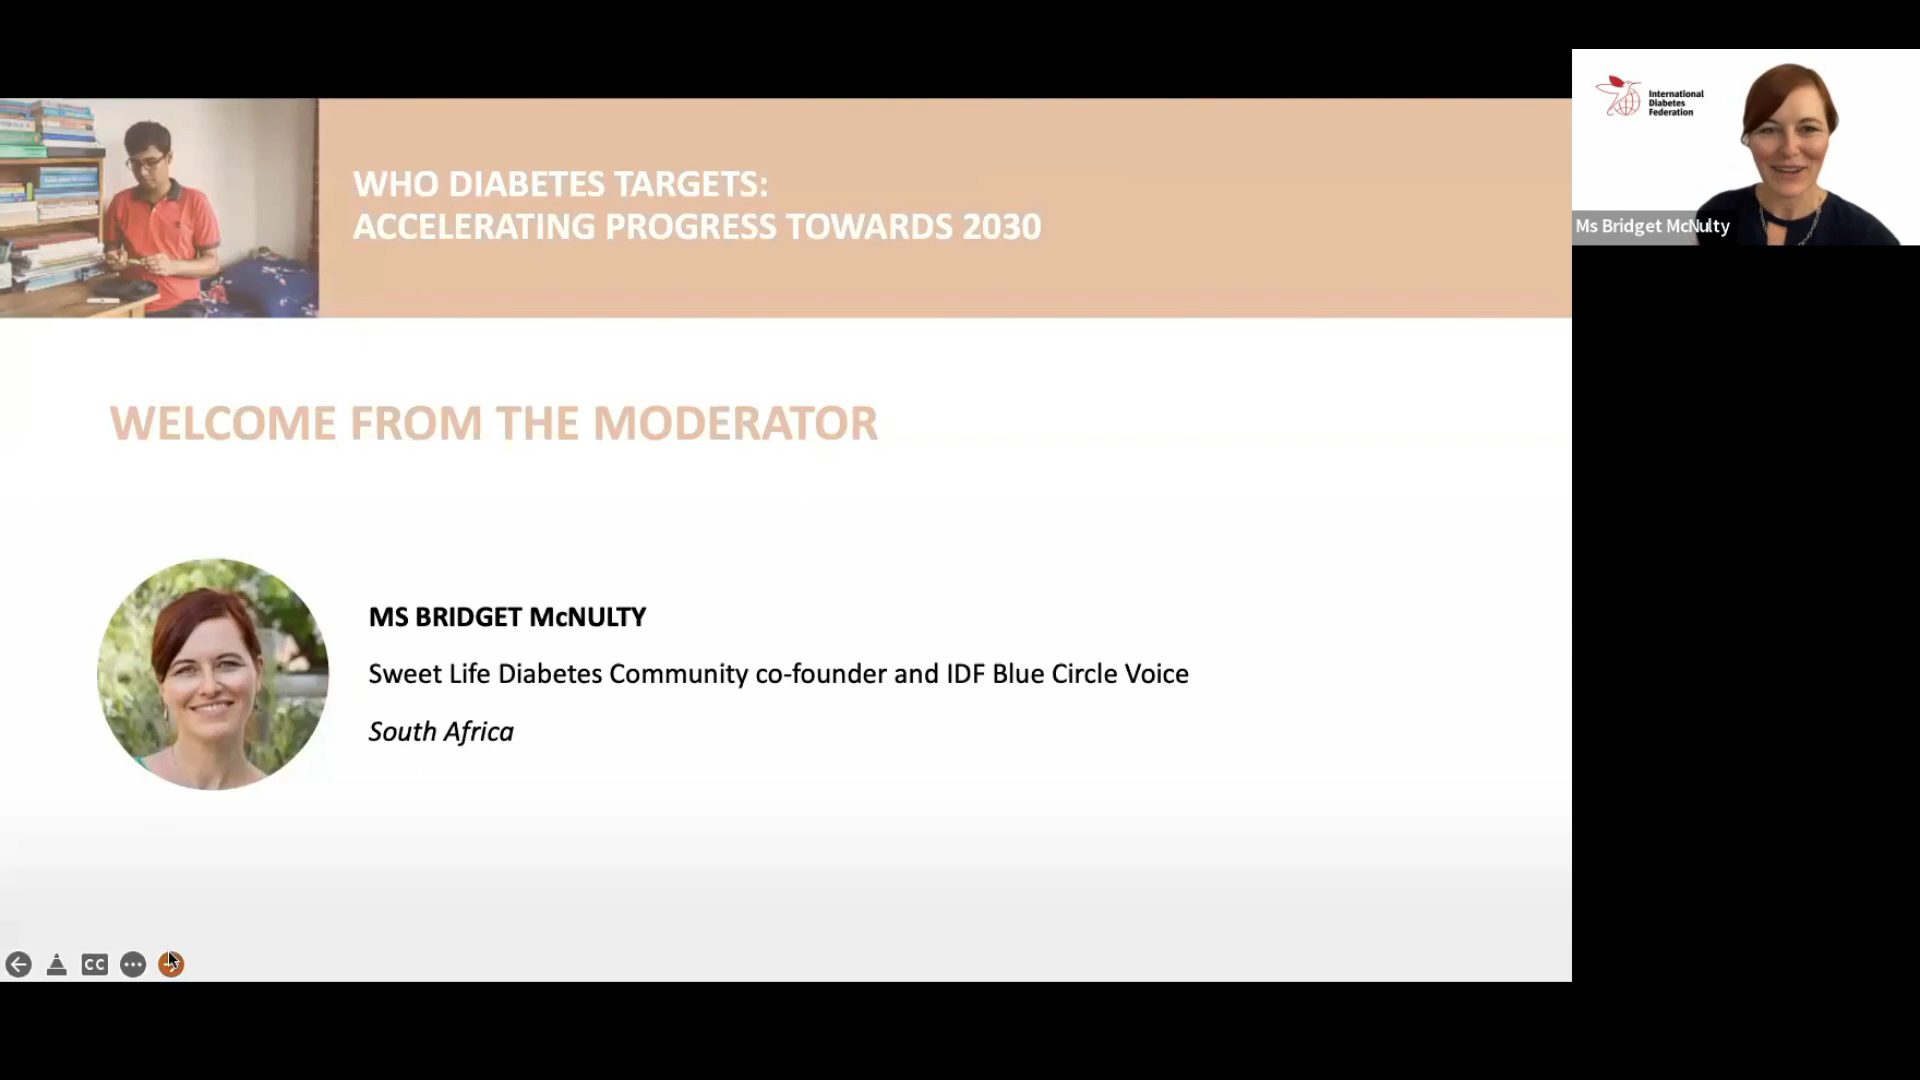 WHO DIABETES TARGETS:
ACCELERATING PROGRESS TOWARDS 2030
International
Diabetes
Federation
Ms Bridget McNulty
WELCOME FROM THE MODERATOR
MS BRIDGET McNULTY
Sweet Life Diabetes Community co-founder and IDF Blue Circle Voice
South Africa
CC